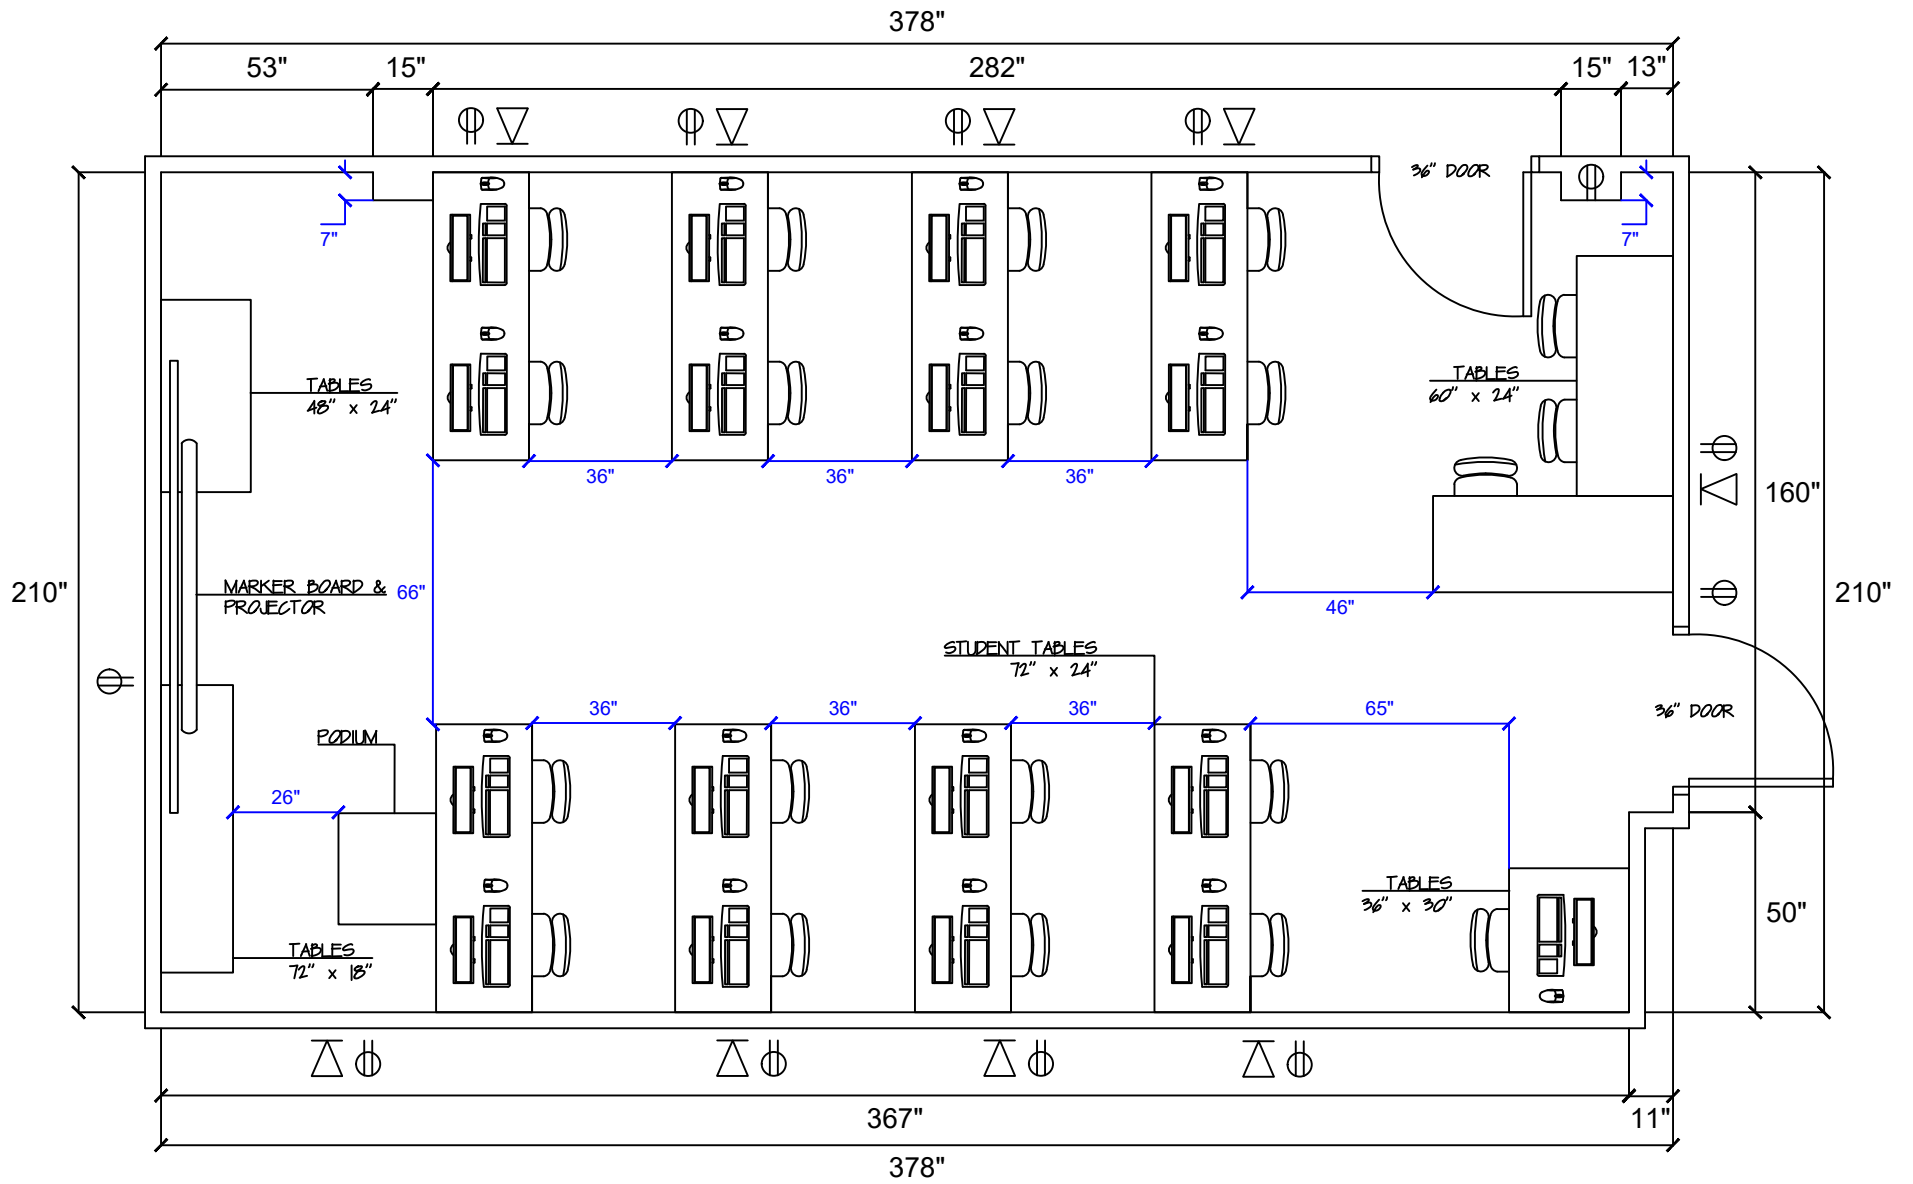 378"
53"
15"
282"
15"
13"
36" DOOR
7"
7"
TABLES
48" x 24"
TABLES
60" x 24"
36"
36"
36"
160"
210"
MARKER BOARD &
PROJECTOR
66"
46"
210"
STUDENT TABLES
72" x 24"
36"
36"
36"
65"
36" DOOR
PODIUM
26"
TABLES
36" x 30"
50"
TABLES
72" x 18"
367"
11"
378"